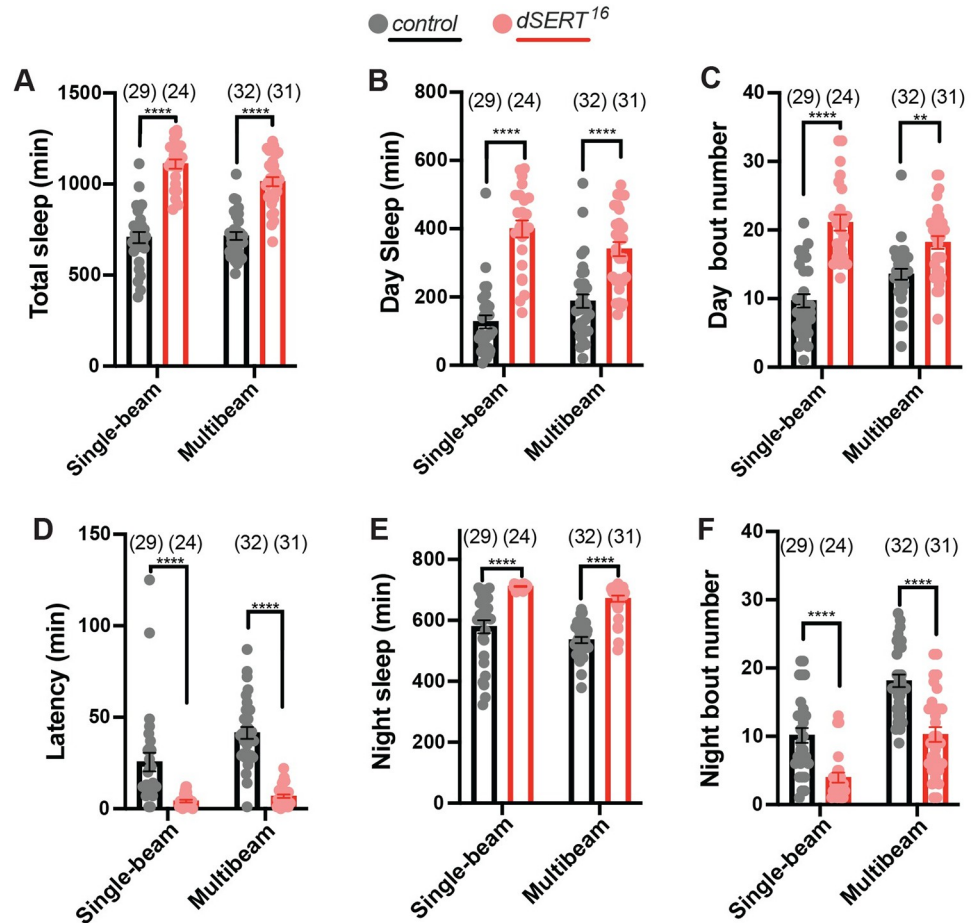 control dSERT16
A
(29) (24) (32) (31)
**** ****
1500
1000
500
0
Total sleep (min)
Single-beam
Multibeam
B
(29) (24) (32) (31)
**** ****
800
600
400
200
0
Day Sleep (min)
Single-beam
Multibeam
C
(29) (24) (32) (31)
**** **
40
30
20
10
0
Day bout number
Single-beam
Multibeam
D
(29) (24) (32) (31)
****
****
150
100
50
0
Latency (min)
Single-beam
Multibeam
E
(29) (24) (32) (31)
**** ****
800
600
400
200
0
Night sleep (min)
Single-beam
Multibeam
F
(29) (24) (32) (31)
****
****
40
30
20
10
0
Night bout number
Single-beam
Multibeam